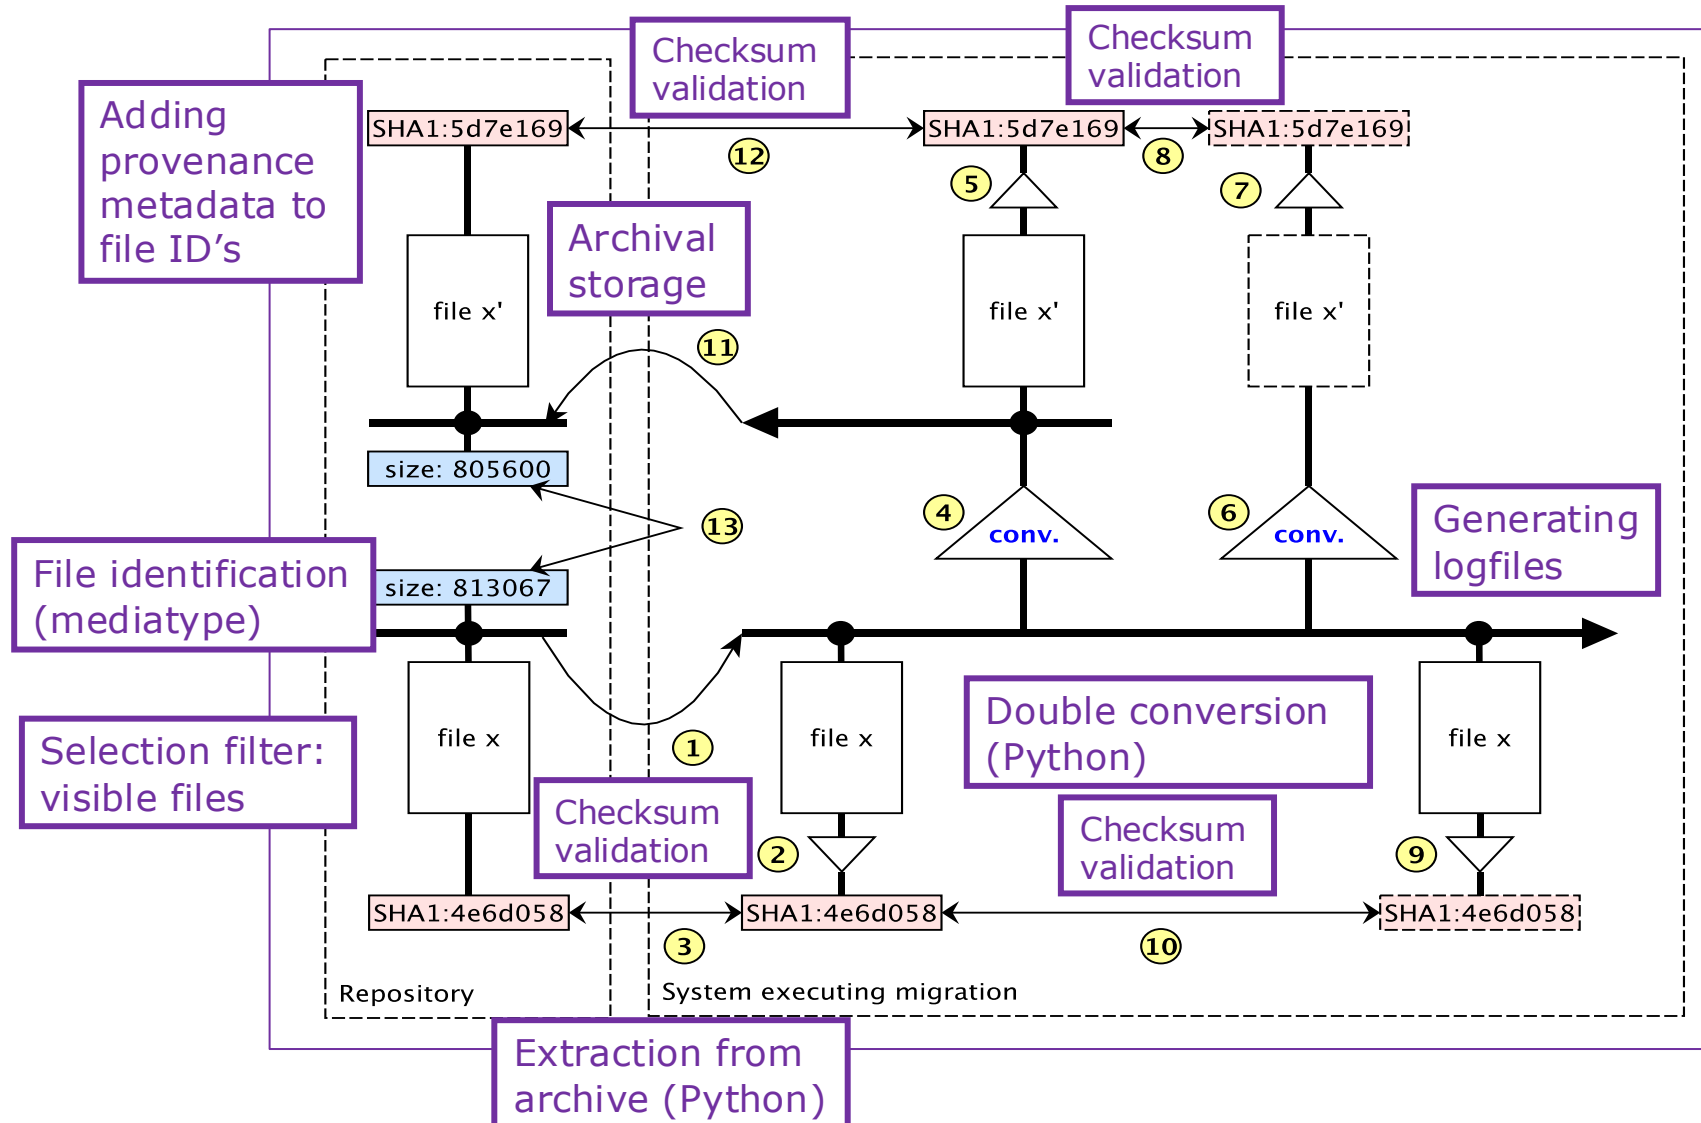 Checksum
validation
Checksum
validation
Adding
provenance
metadata to
file ID’s
SHA1:5d7e169
SHA1:5d7e169
SHA1:5d7e169
12
8
5
7
Archival
storage
file x'
file x'
file x'
11
size: 805600
13
4
conv.
6
conv.
Generating
logfiles
File identification
(mediatype)
size: 813067
Selection filter:
visible files
file x
1
file x
Double conversion
(Python)
file x
Checksum
validation
2
Checksum
validation
9
SHA1:4e6d058
SHA1:4e6d058
SHA1:4e6d058
3
10
Repository
System executing migration
Extraction from
archive (Python)